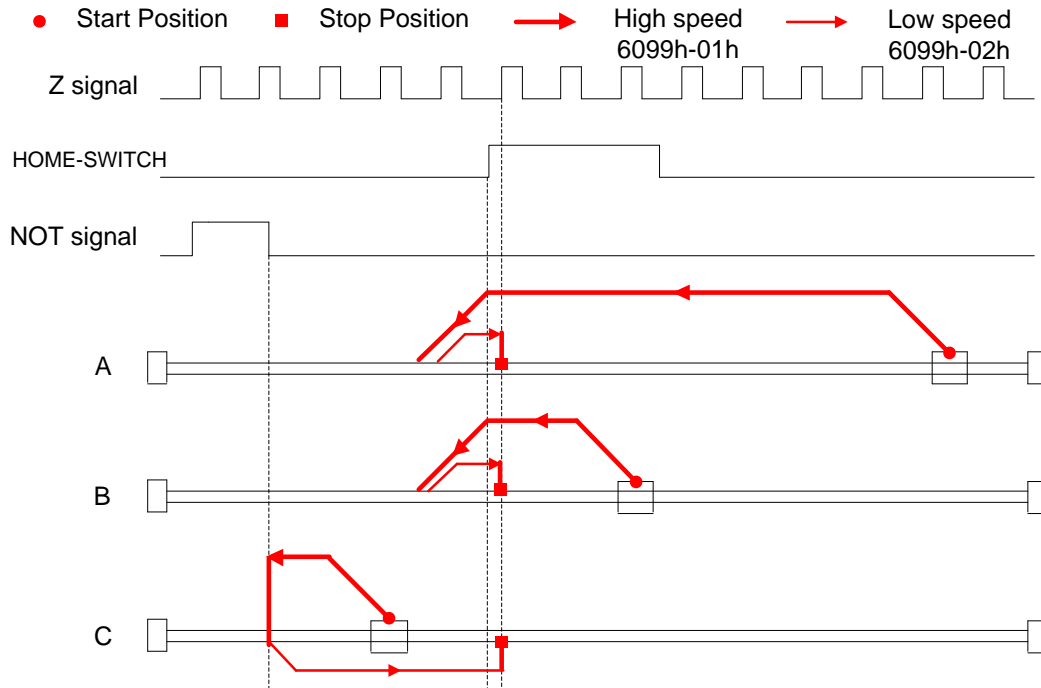 Start Position Stop Position High speed Low speed
6099h-01h 6099h-02h
Z signal
HOME-SWITCH
NOT signal
A
B
C